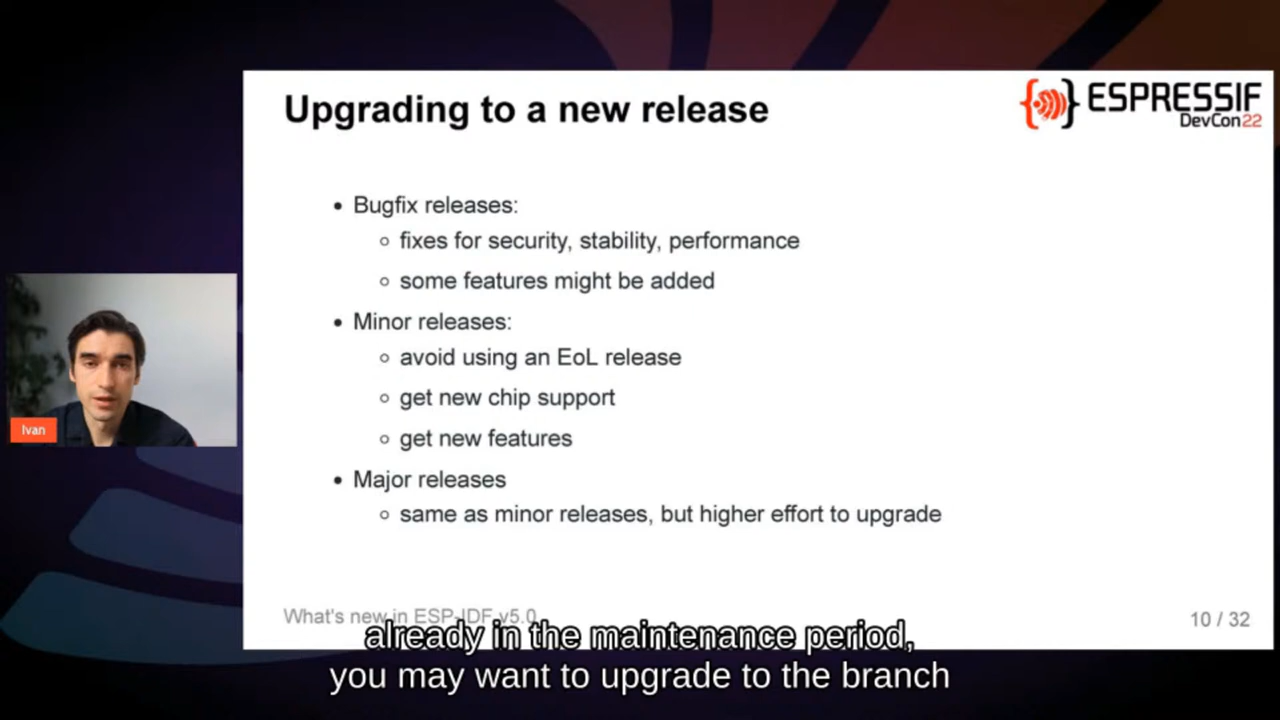 Upgrading to a new release
{ } ESPRESSIF
DevCon22
• Bugfix releases:
○ fixes for security, stability, performance
○ some features might be added
• Minor releases:
○ avoid using an EoL release
○ get new chip support
○ get new features
• Major releases
○ same as minor releases, but higher effort to upgrade
Ivan
What's new in ESP-IDF v5.0
10 / 32
already in the maintenance period,
you may want to upgrade to the branch